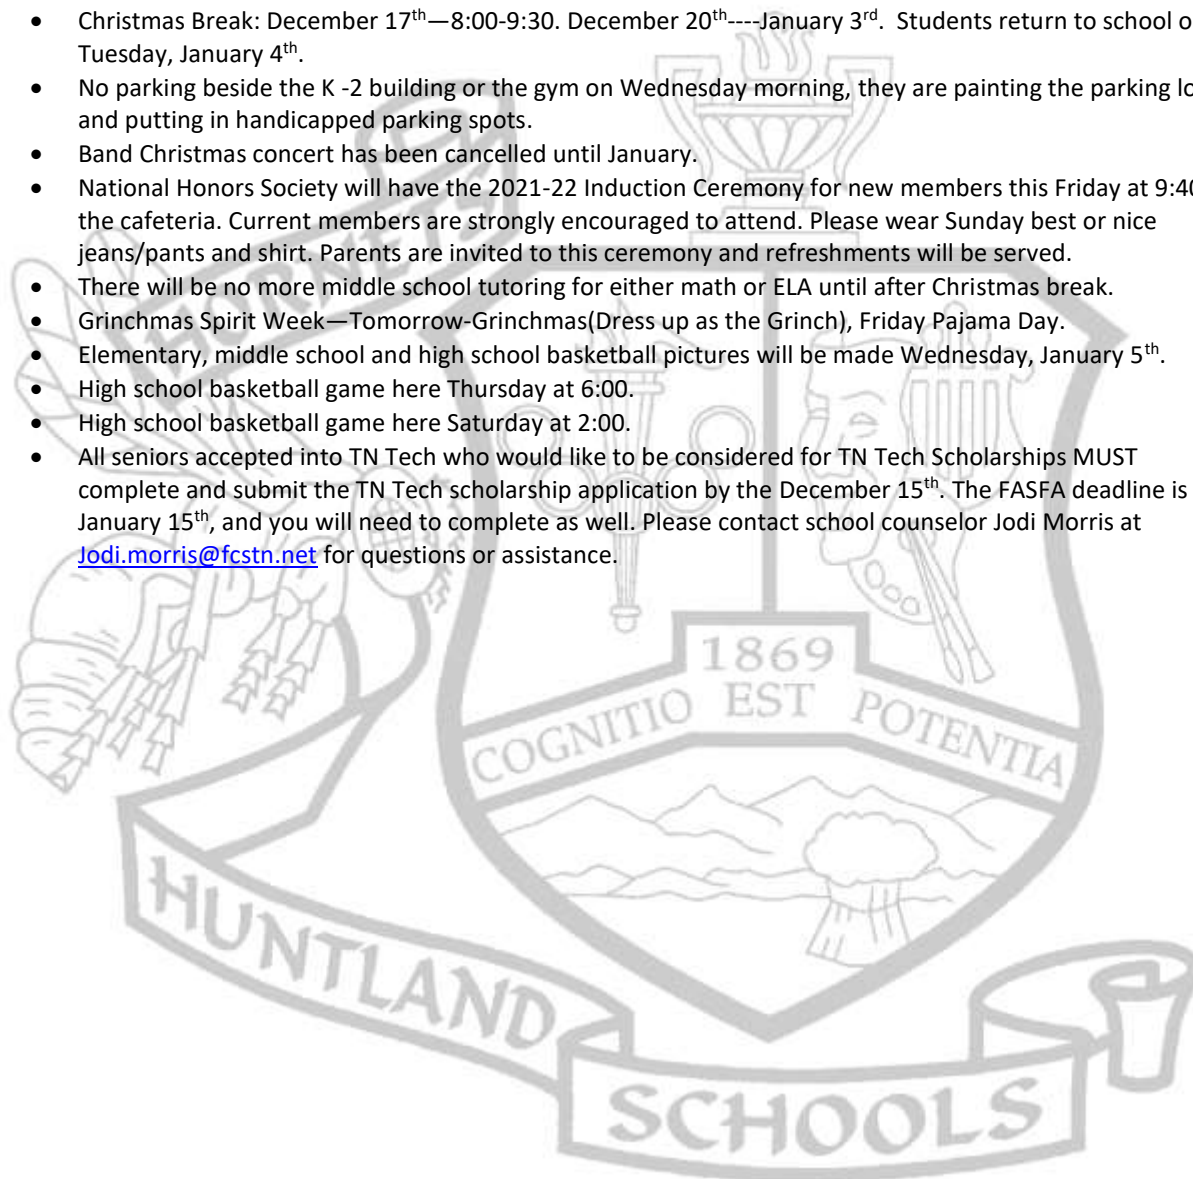 • Christmas Break: December 17th—8:00-9:30. December 20th----January 3rd. Students return to school o
Tuesday, January 4th.
• No parking beside the K -2 building or the gym on Wednesday morning, they are painting the parking lo
and putting in handicapped parking spots.
• Band Christmas concert has been cancelled until January.
• National Honors Society will have the 2021-22 Induction Ceremony for new members this Friday at 9:40
the cafeteria. Current members are strongly encouraged to attend. Please wear Sunday best or nice
jeans/pants and shirt. Parents are invited to this ceremony and refreshments will be served.
• There will be no more middle school tutoring for either math or ELA until after Christmas break.
• Grinchmas Spirit Week—Tomorrow-Grinchmas(Dress up as the Grinch), Friday Pajama Day.
• Elementary, middle school and high school basketball pictures will be made Wednesday, January 5th.
• High school basketball game here Thursday at 6:00.
• High school basketball game here Saturday at 2:00.
• All seniors accepted into TN Tech who would like to be considered for TN Tech Scholarships MUST
complete and submit the TN Tech scholarship application by the December 15th. The FASFA deadline is
January 15th, and you will need to complete as well. Please contact school counselor Jodi Morris at
Jodi.morris@fcstn.net for questions or assistance.
HORNETS
1869
COGNITIO EST POTENTIA
HUNTLAND
SCHOOLS